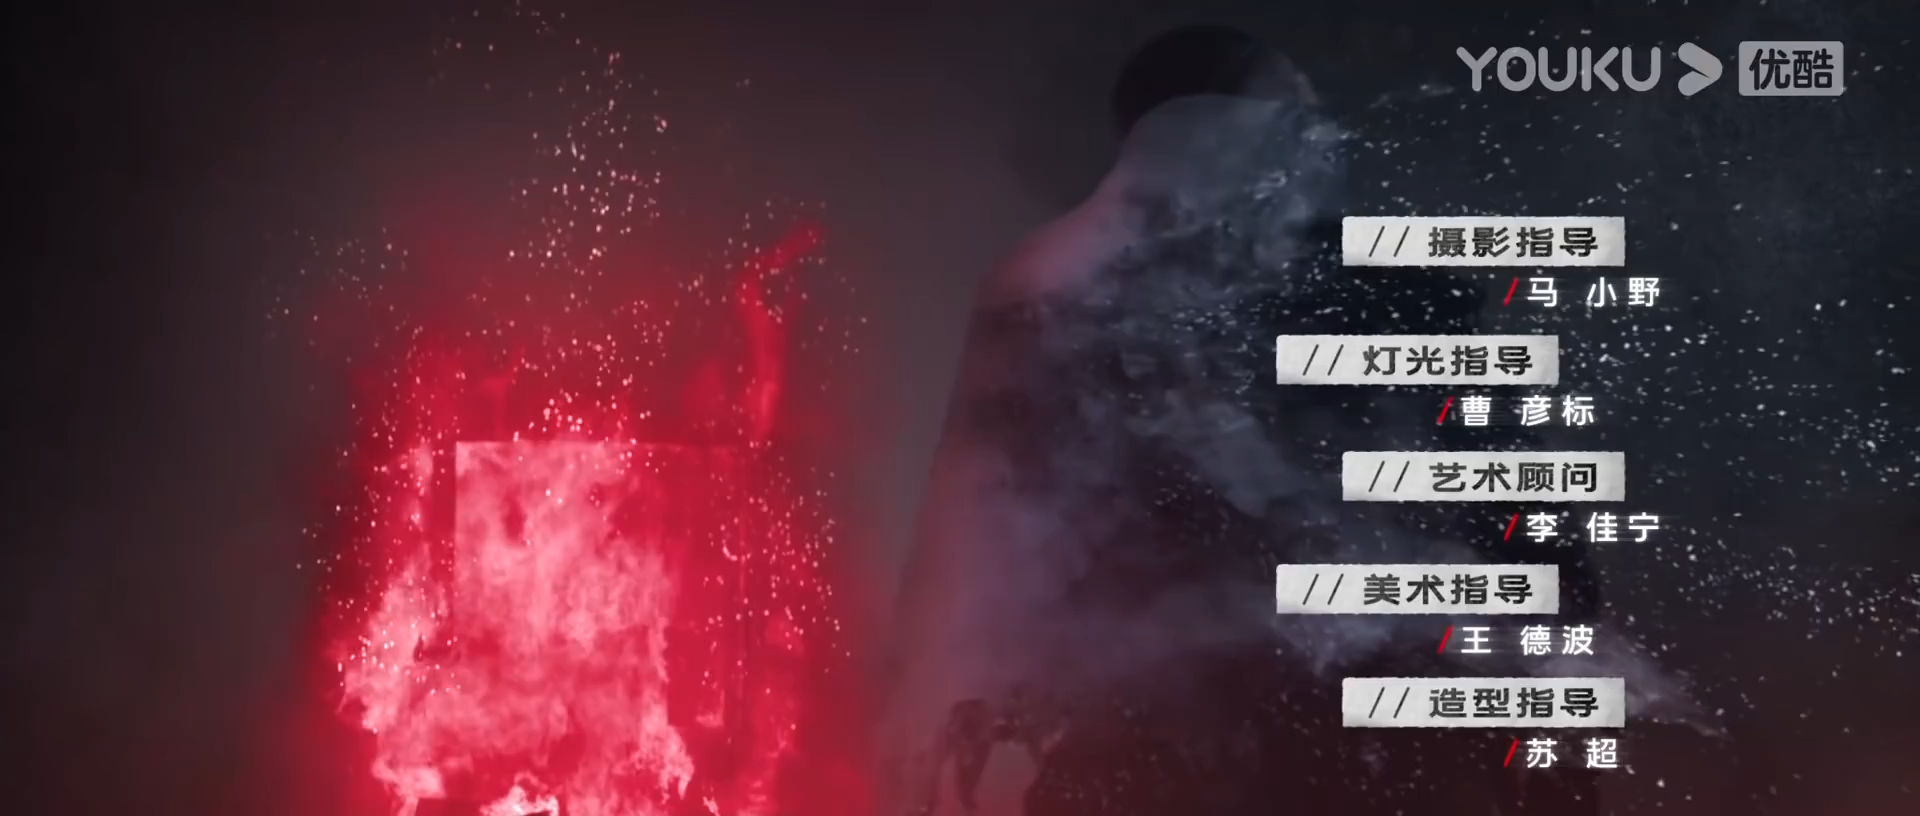 YOUKU 优酷
// 摄影指导
/马 小野
// 灯光指导
/曹 彦标
// 艺术顾问
/李 佳宁
// 美术指导
/王 德波
// 造型指导
/苏 超